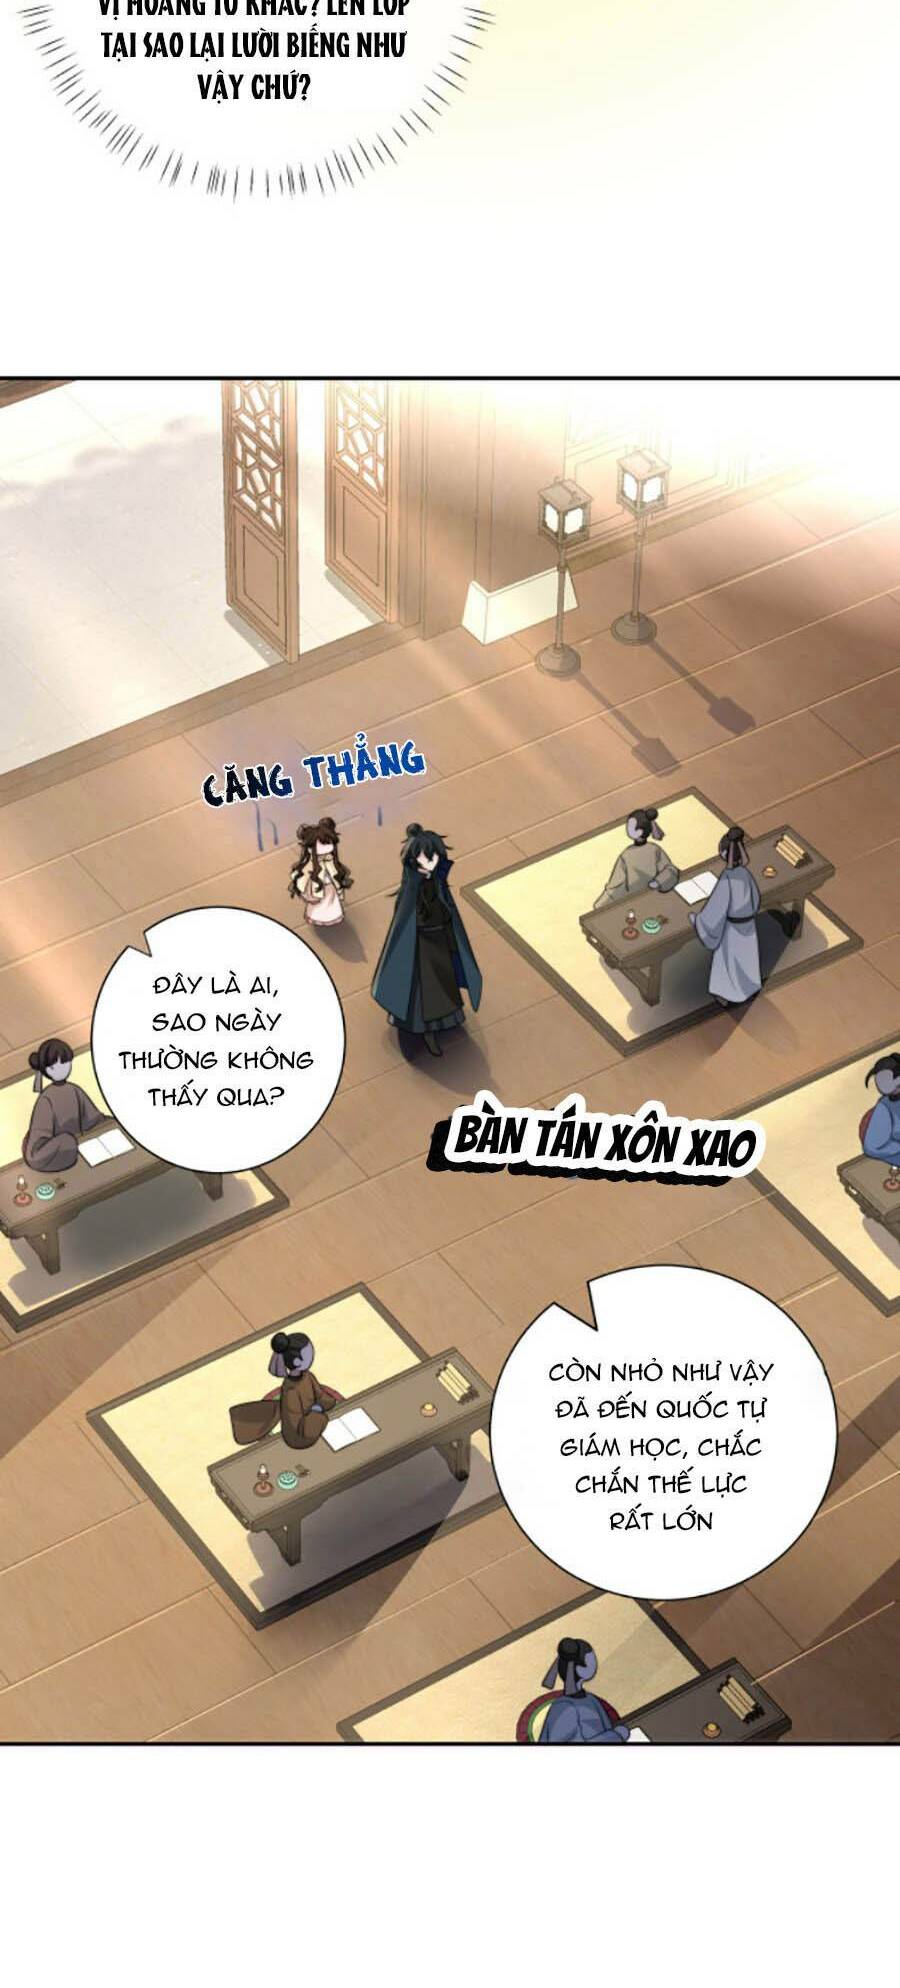 VỊ HOÀNG TỬ KHÁC? LÊN LỚP
TẠI SAO LẠI LƯỜI BIẾNG NHƯ
VẬY CHỨ?
CĂNG THẲNG
ĐÂY LÀ AI,
SAO NGÀY
THƯỜNG KHÔNG
THẤY QUA?
BÀN TÁN XÔN XAO
CÒN NHỎ NHƯ VẬY
ĐÃ ĐẾN QUỐC TỰ
GIÁM HỌC, CHẮC
CHẮN THẾ LỰC
RẤT LỚN